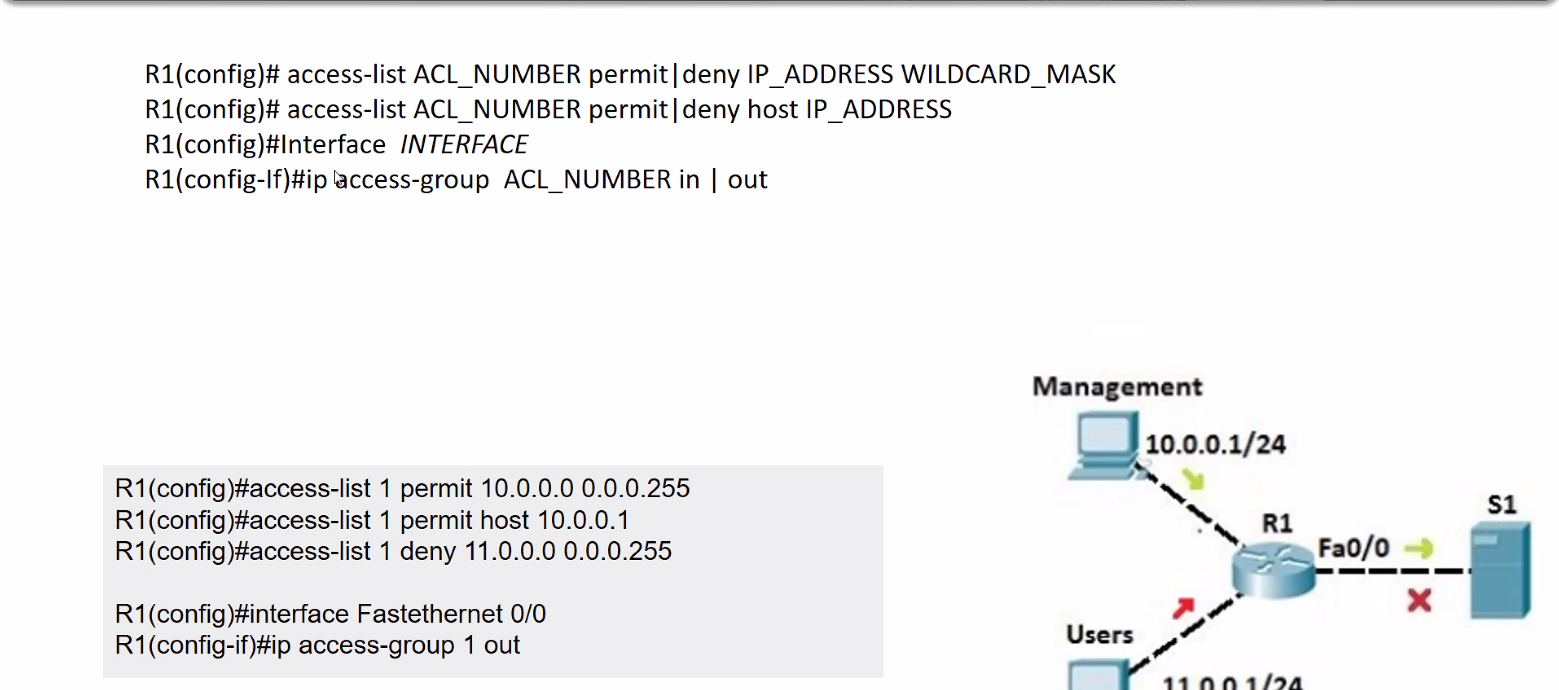 R1(config)# access-list ACL_NUMBER permit|deny IP_ADDRESS WILDCARD_MASK
R1(config)# access-list ACL_NUMBER permit|deny host IP_ADDRESS
R1(config)#Interface INTERFACE
R1(config-If)#ip access-group ACL_NUMBER in | out
R1(config)#access-list 1 permit 10.0.0.0 0.0.0.255
R1(config)#access-list 1 permit host 10.0.0.1
R1(config)#access-list 1 deny 11.0.0.0 0.0.0.255
R1(config)#interface Fastethernet 0/0
R1(config-if)#ip access-group 1 out
Management
10.0.0.1/24
R1
Fa0/0
S1
Users
11.0.0.1/24